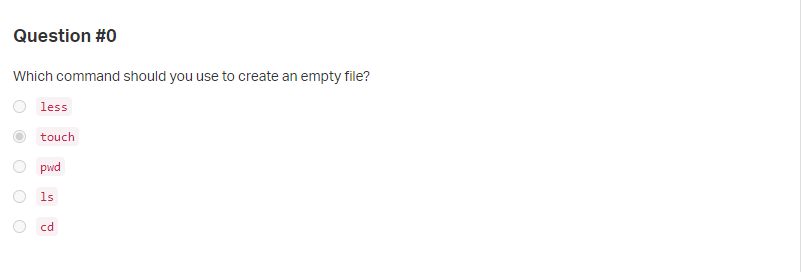 Question #0
Which command should you use to create an empty file?
less
touch
pwd
ls
cd